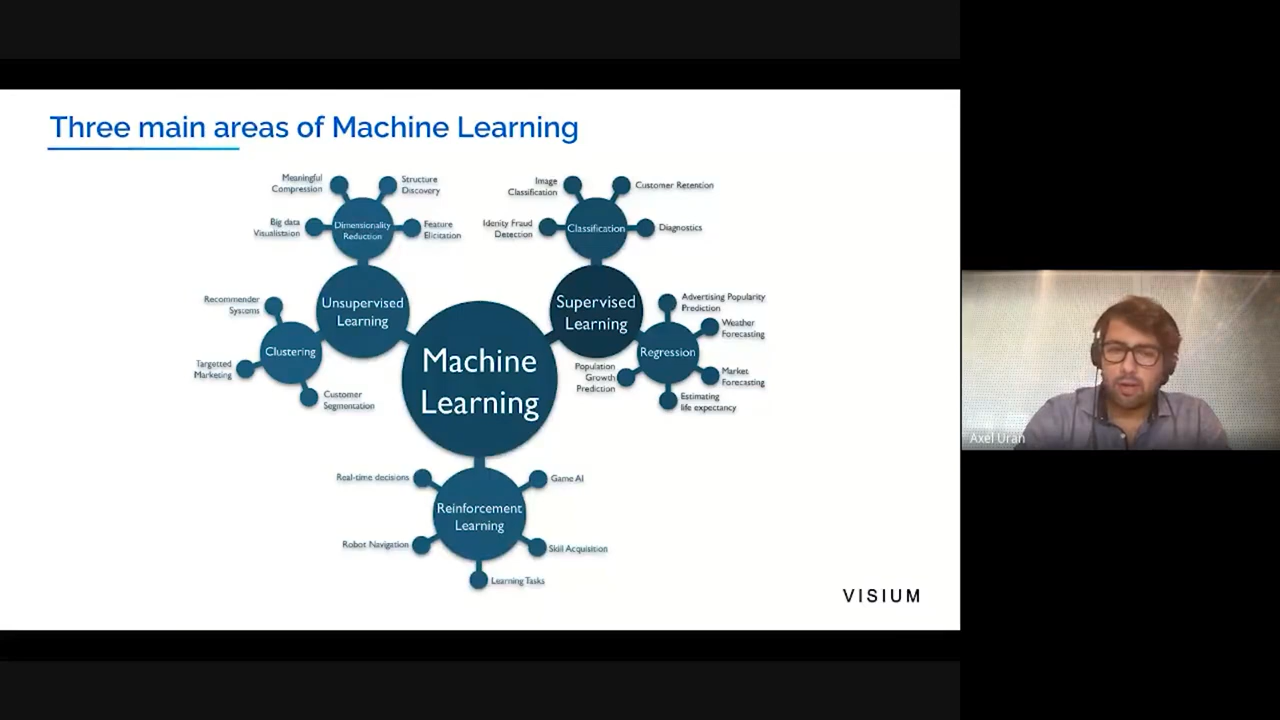 Three main areas of Machine Learning
Meaningful
Compression
Structure
Discovery
Big data
Visualistaion
Dimensionality
Reduction
Feature
Elicitation
Image
Classification
Customer Retention
Idenity Fraud
Detection
Classification
Diagnostics
Recommender
Systems
Unsupervised
Learning
Clustering
Targetted
Marketing
Customer
Segmentation
Machine
Learning
Supervised
Learning
Advertising Popularity
Prediction
Weather
Forecasting
Regression
Population
Growth
Prediction
Market
Forecasting
Estimating
life expectancy
Real-time decisions
Game AI
Reinforcement
Learning
Robot Navigation
Skill Acquisition
Learning Tasks
VISIUM
Axel Uran